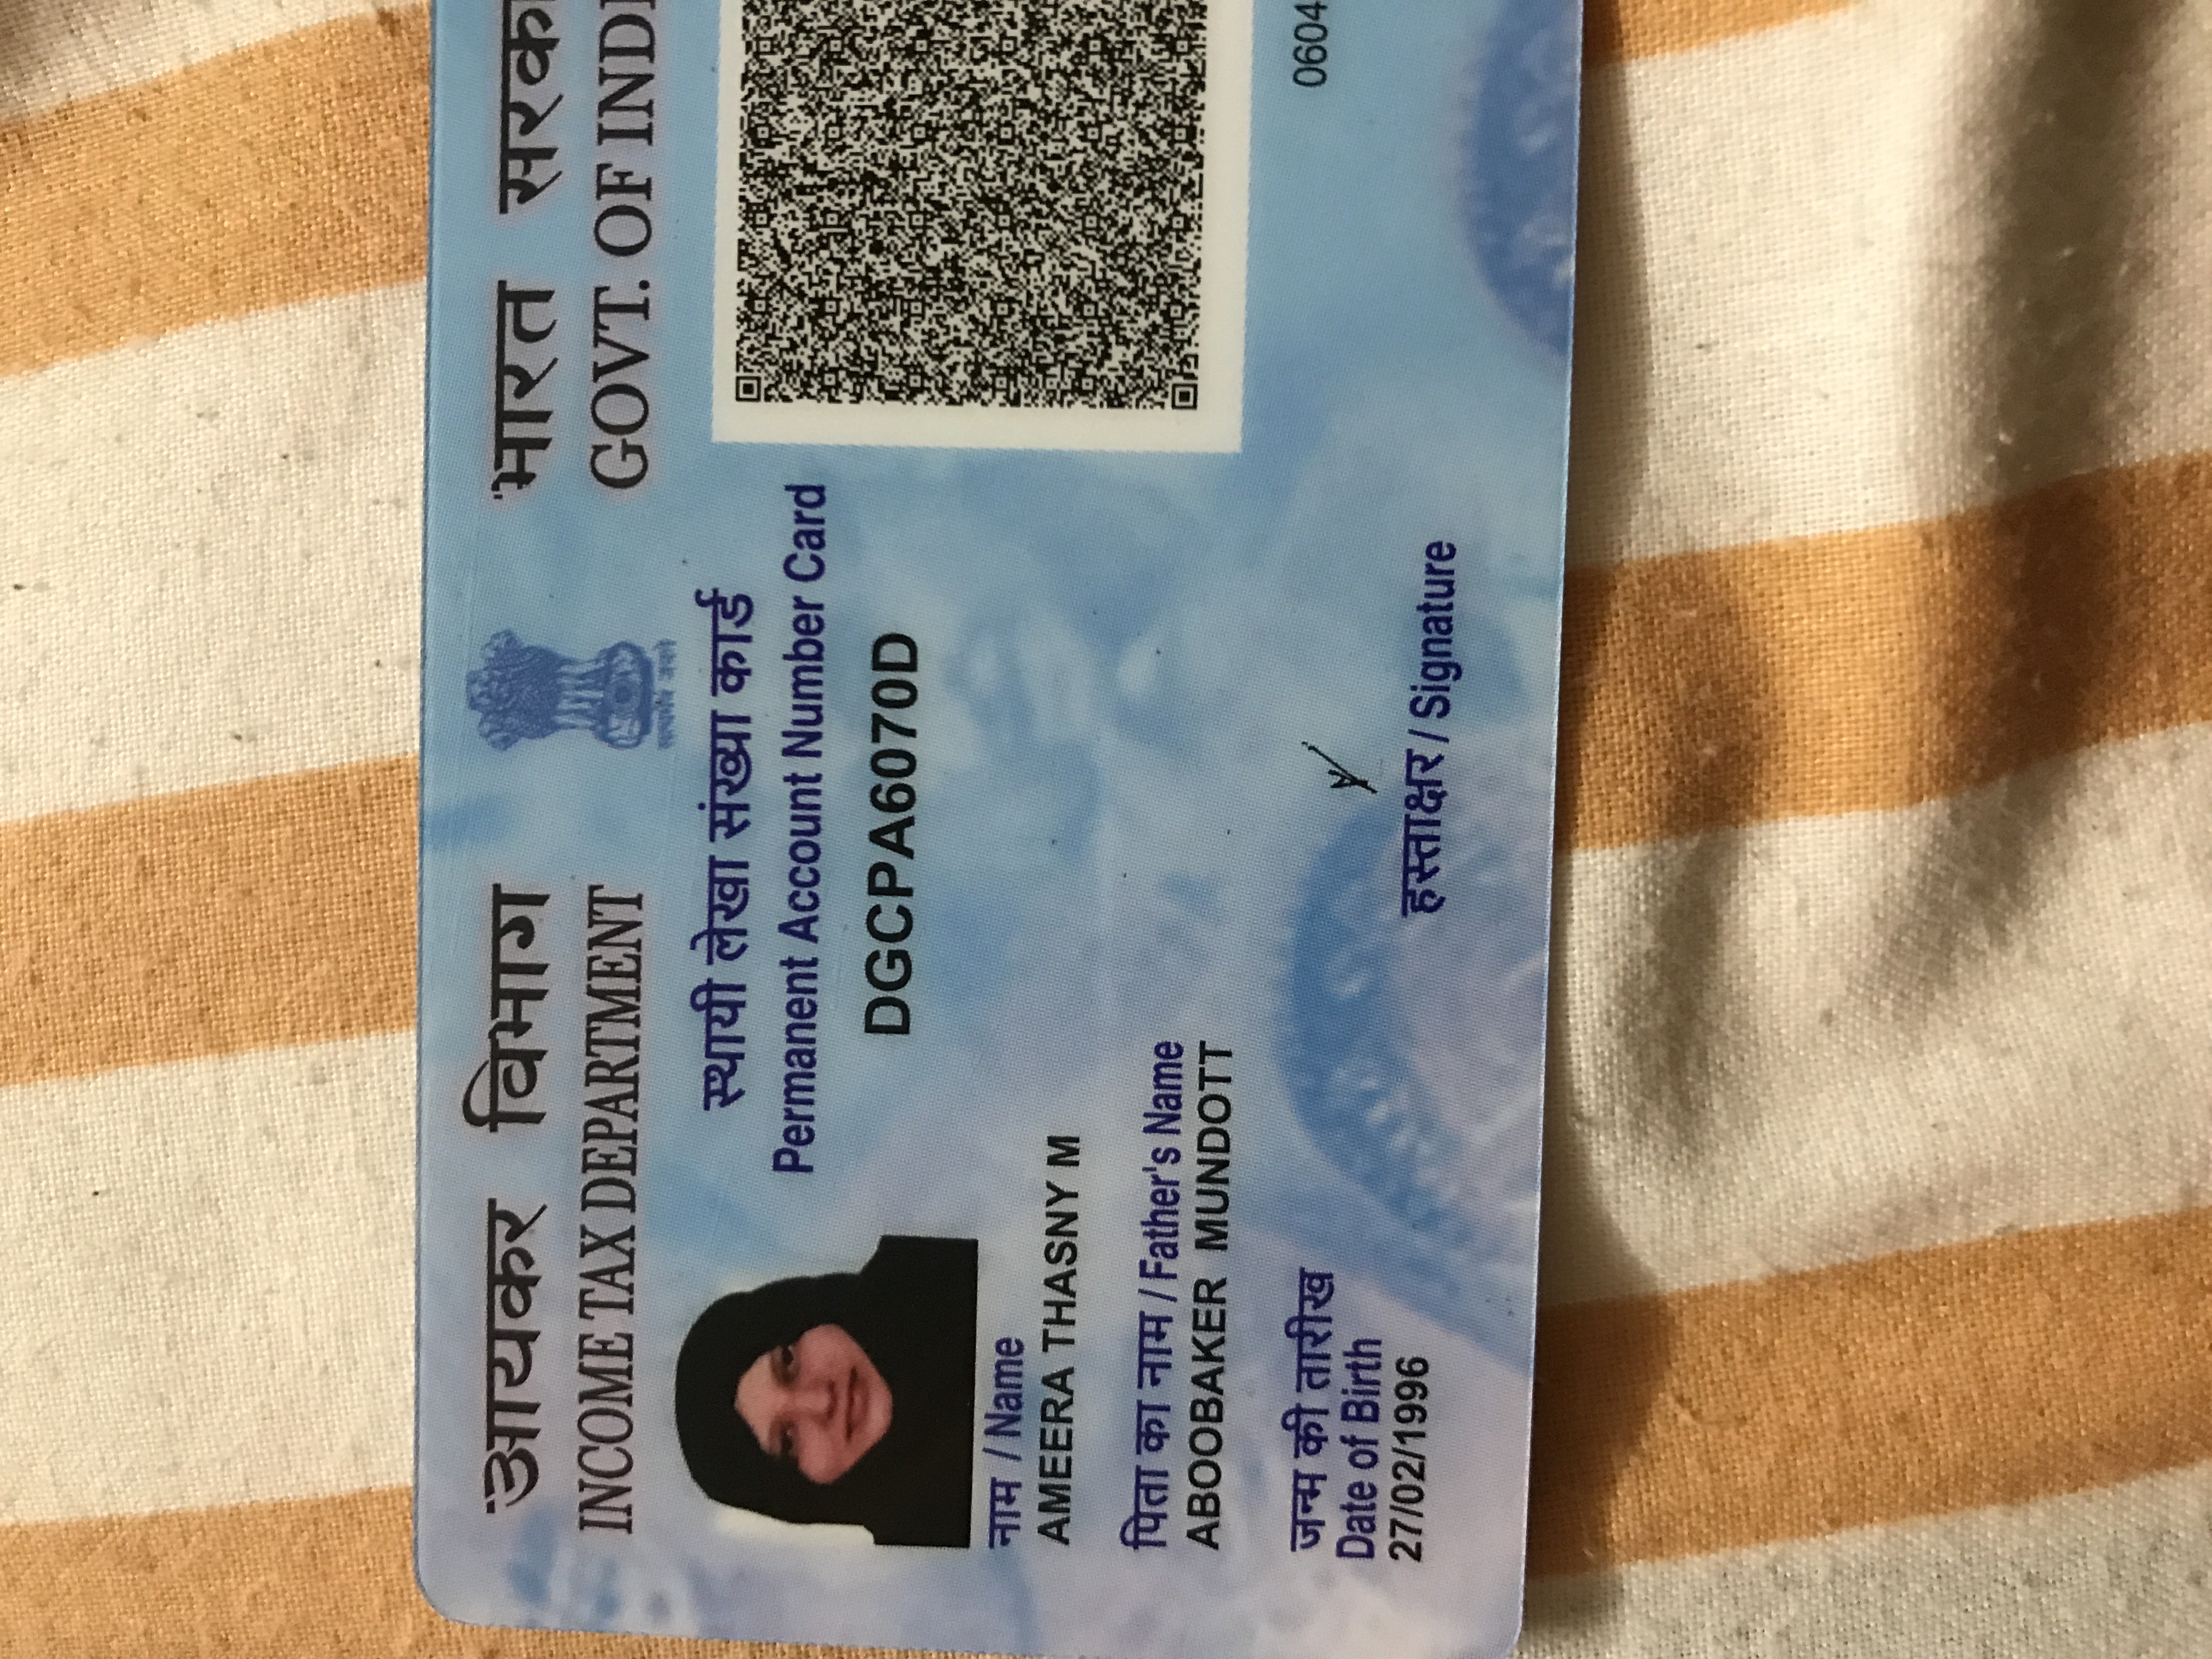 आयकर विभाग
INCOME TAX DEPARTMENT
भारत सरका
GOVT. OF INDI
सत्यमेव जयते
स्थायी लेखा संख्या कार्ड
Permanent Account Number Card
DGCPA6070D
नाम / Name
AMEERA THASNY M
पिता का नाम / Father's Name
ABOOBAKER MUNDOTT
जन्म की तारीख
Date of Birth
27/02/1996
हस्ताक्षर / Signature
0604